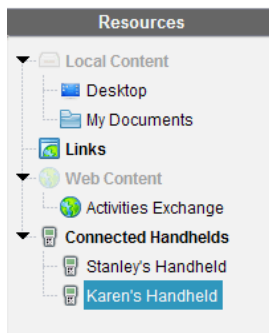 Resources
Local Content
Desktop
My Documents
Links
Web Content
Activities Exchange
Connected Handhelds
Stanley's Handheld
Karen's Handheld